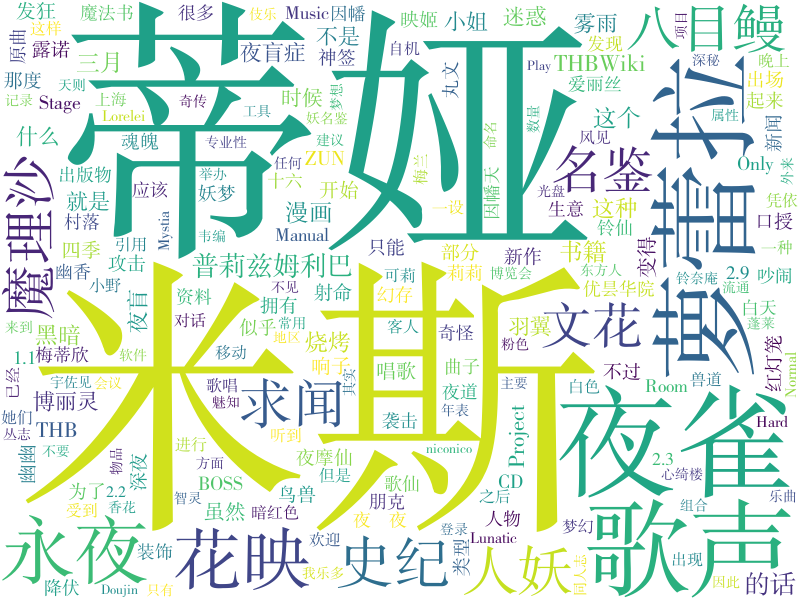 发狂
魔法书
很多
Music
因幡
映姬
小姐
迷惑
雾雨
八目鳗
项目
深秘
晚上
原曲
伎乐
这样
露诺
夜盲症
不是
自机
THBWiki
发现
出场
那度
三月
神签
丸文
爱丽丝
起来
天则
记录
Stage
上海
奇传
时候
梦想
Play
数量
这个
属性
新闻
Lorelei
工具
妖名鉴
什么
魂魄
专业性
建议
命名
风见
Only
外来
出版物
举办
任何
ZUN
梅兰
名鉴
光盘
凭依
蒂
娅
萝蕾拉
魔理沙
应该
妖梦
十六
开始
因幡天
一设
生意
这种
口授
一种
就是
村落
引用
Mystia
韦编
漫画
Manual
铃仙
书籍
变得
四季
攻击
只能
部分
新作
2.9
吵闹
幽香
普莉兹姆利巴
可莉
莉莉
博览会
东方人
铃奈庵
流通
小野
资料
不见
幻存
优昙华院
白天
蓬莱
夜盲
拥有
射命
黑暗
对话
似乎
常用
客人
奇怪
羽翼
文花
红灯笼
来到
1.1
梅蒂欣
软件
移动
地区
烧烤
粉色
响子
唱歌
曲子
不过
Room
兽道
Normal
已经
宇佐见
会议
歌唱
其实
夜道
主要
白色
米
斯
求闻
夜雀
她们
博丽灵
魅知
听到
袭击
年表
Project
Hard
丛志
THB
进行
niconico
2.3
心绮楼
不要
物品
方面
夜摩仙
歌仙
CD
幽幽
深夜
为了
2.2
智灵
BOSS
但是
鸟兽
之后
受到
香花
虽然
朋克
人物
梦幻
乐曲
暗红色
夜
夜
登录
Lunatic
组合
永夜
装饰
花映
欢迎
史纪
类型
人妖
歌声
降伏
Doujin
只有
我乐多
同人志
因此
出现
的话